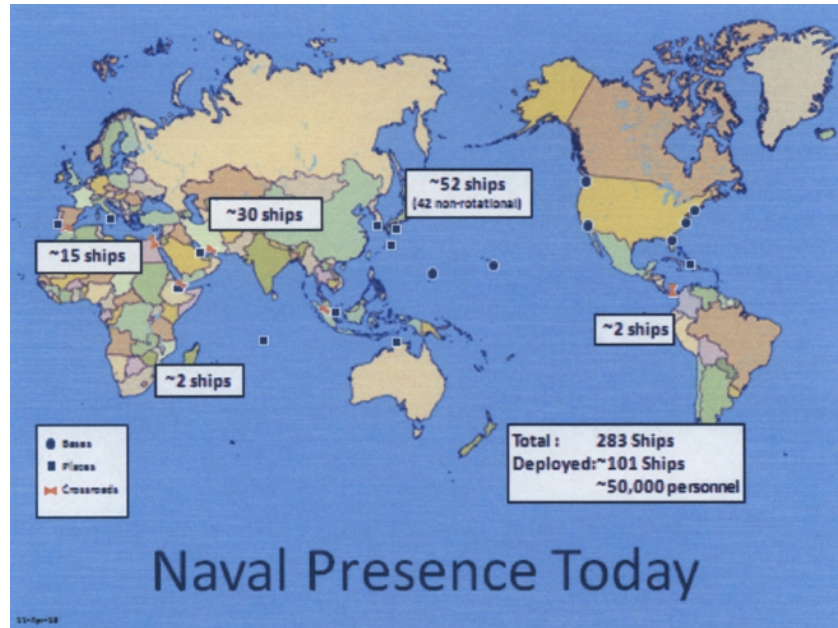 ~52 ships
(42 non-rotational)
~30 ships
~15 ships
~2 ships
~2 ships
Total : 283 Ships
Deployed:~101 Ships
~50,000 personnel
Bases
Places
Crossroads
Naval Presence Today